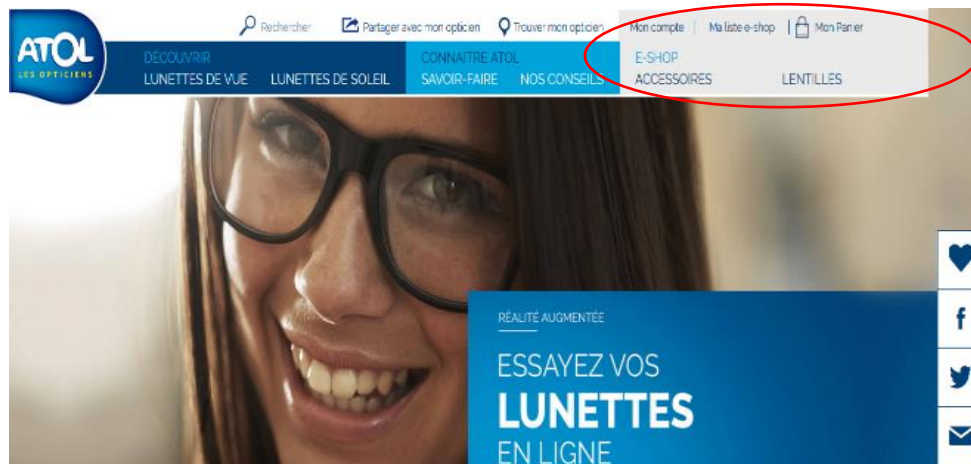 Rechercher
Partager avec mon opticien
Trouver mon opticien
Mon compte
Ma liste e-shop
Mon Panier
ATOL
LES OPTICIENS
DÉCOUVRIR
LUNETTES DE VUE LUNETTES DE SOLEIL
CONNAITRE ATOL
SAVOIR-FAIRE NOS CONSEILS
E-SHOP
ACCESSOIRES LENTILLES
RÉALITÉ AUGMENTÉE
ESSAYEZ VOS
LUNETTES
EN LIGNE